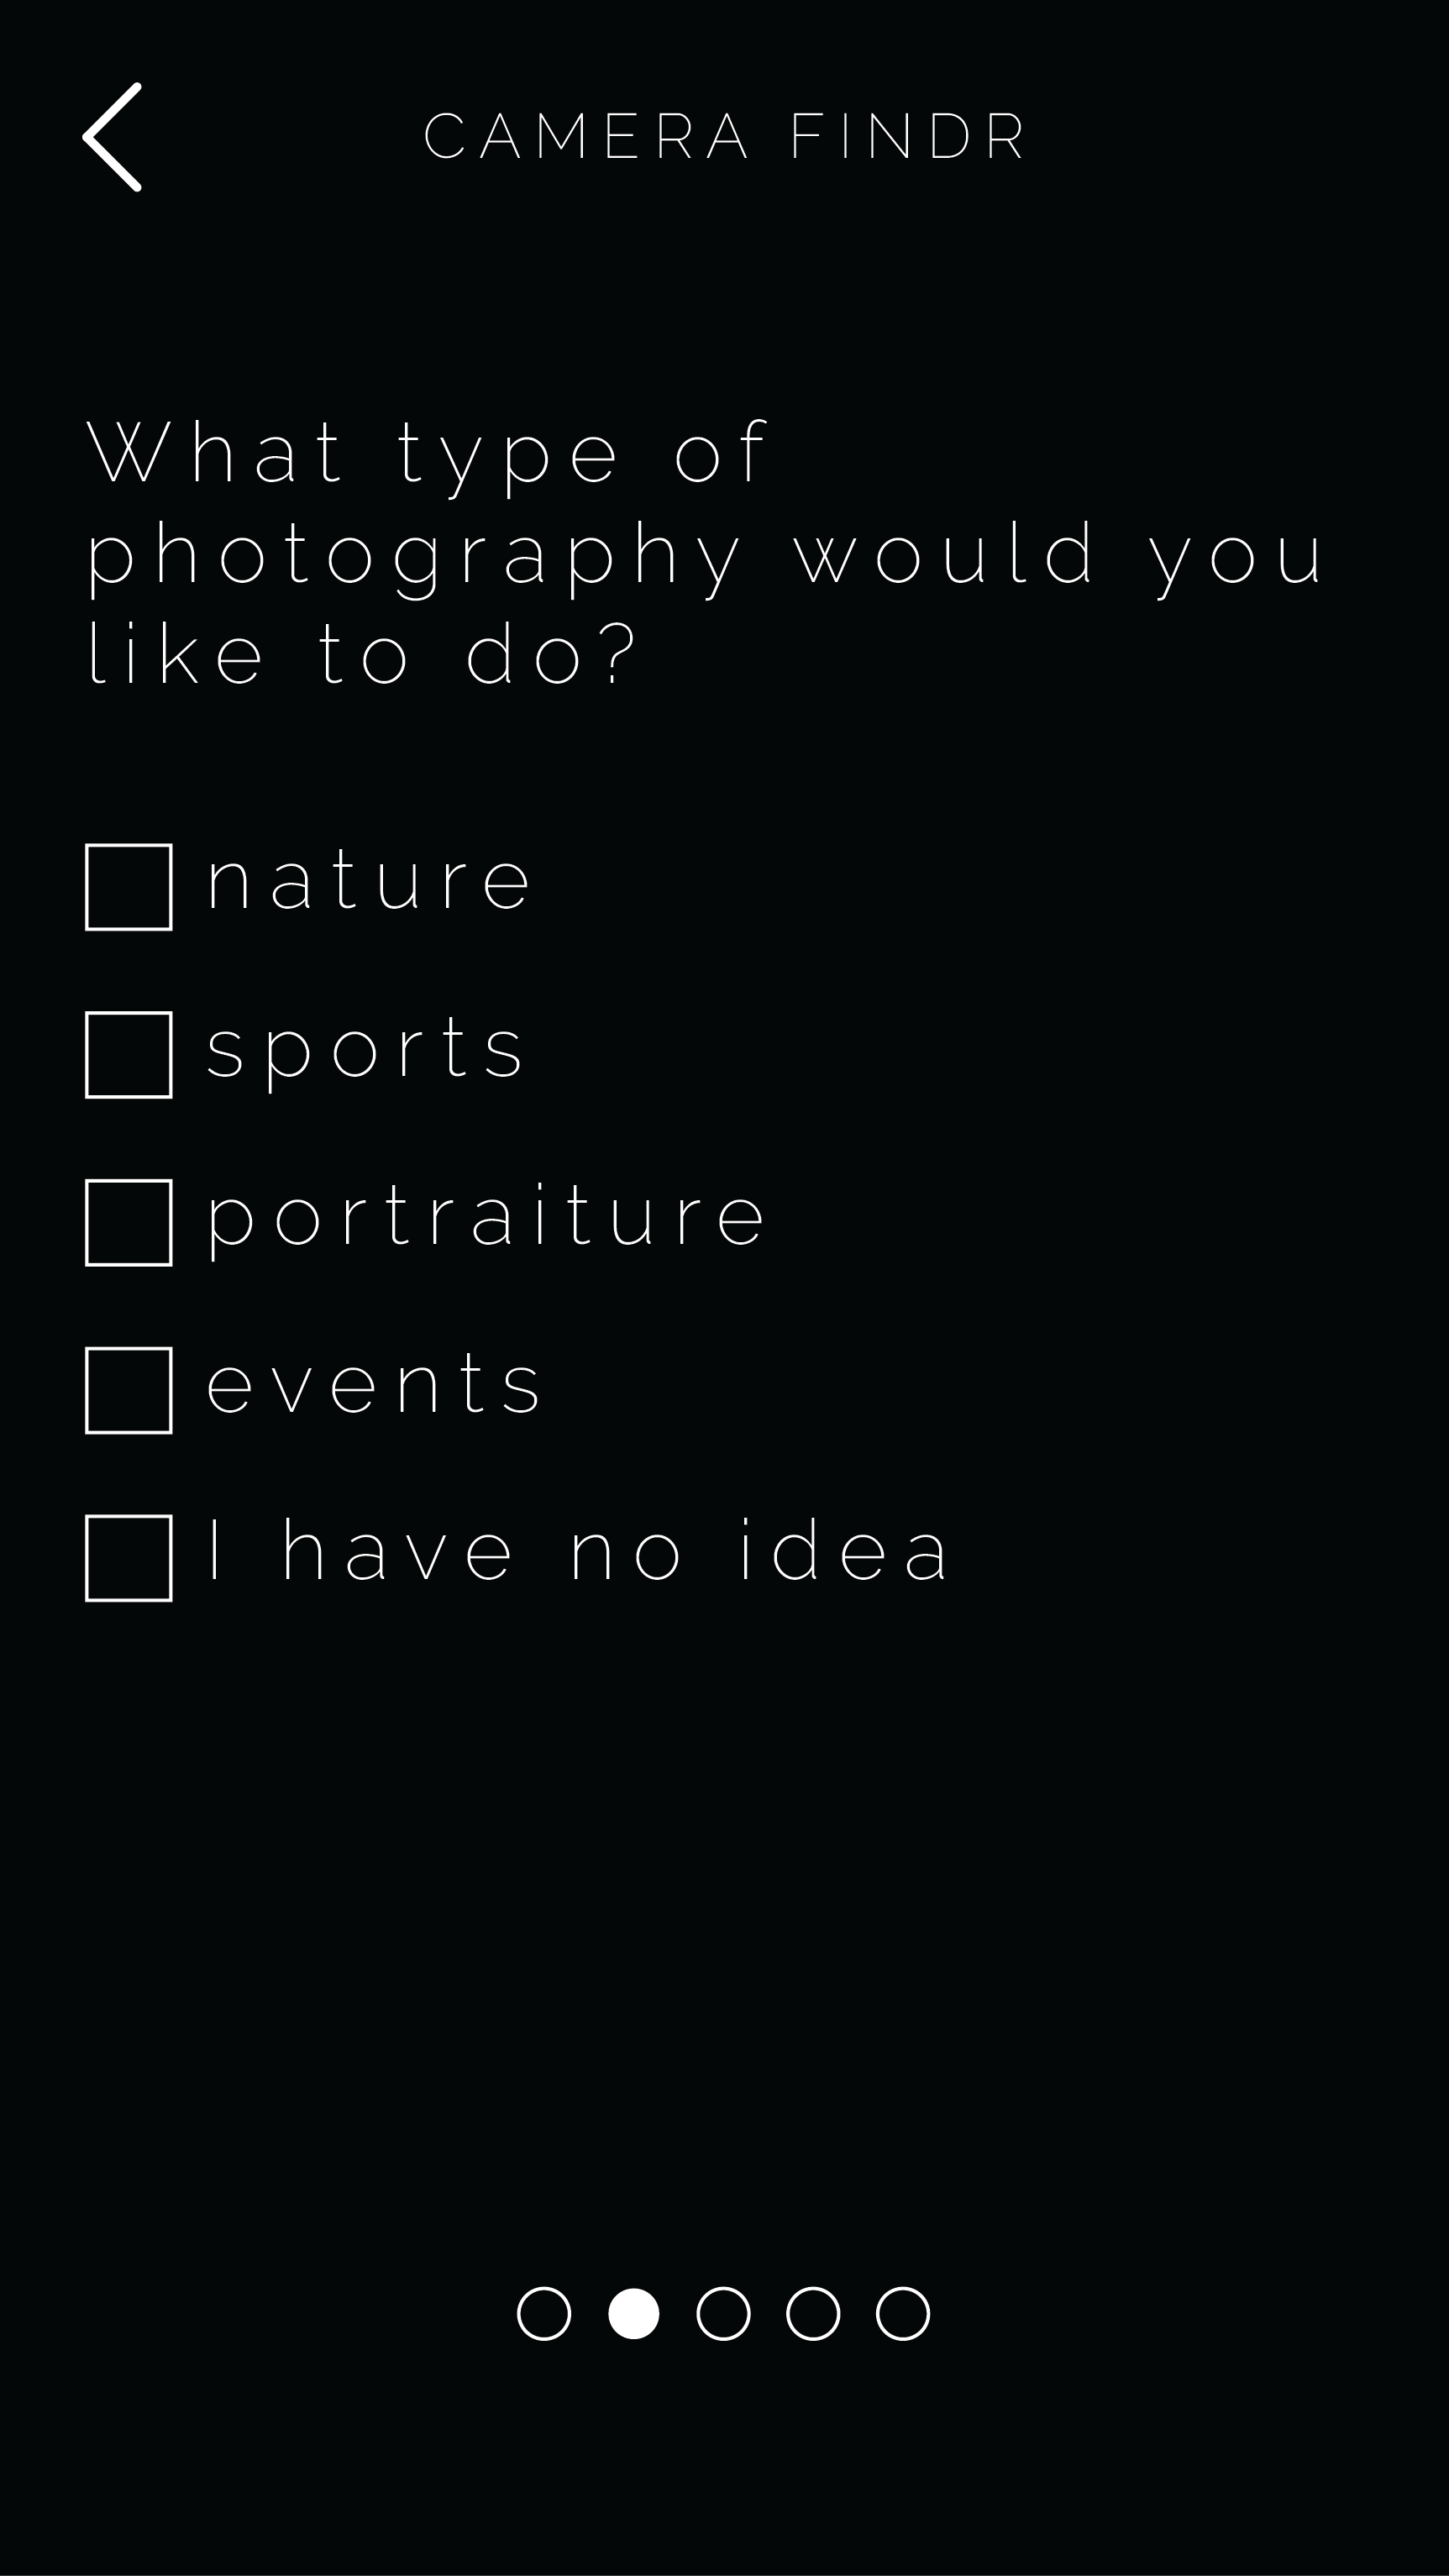 CAMERA FINDR
What type of
photography would you
like to do?
nature
sports
portraiture
events
I have no idea